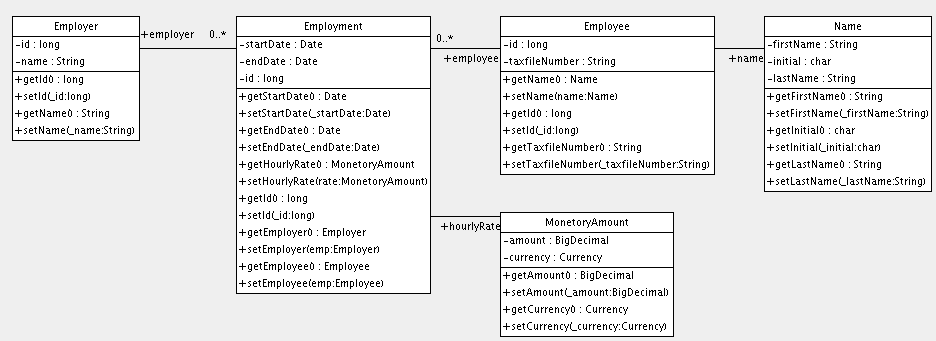 Employer
-id : long
-name : String
+getId() : long
+setId(_id:long)
+getName() : String
+setName(_name:String)
+employer
0..*
Employment
-startDate : Date
-endDate : Date
-id : long
+getStartDate() : Date
+setStartDate(_startDate:Date)
+getEndDate() : Date
+setEndDate(_endDate:Date)
+getHourlyRate() : MonetoryAmount
+setHourlyRate(rate:MonetoryAmount)
+getId() : long
+setId(_id:long)
+getEmployer() : Employer
+setEmployer(emp:Employer)
+getEmployee() : Employee
+setEmployee(emp:Employee)
0..*
+employee
Employee
-id : long
-taxfileNumber : String
+getName() : Name
+setName(name:Name)
+getId() : long
+setId(_id:long)
+getTaxfileNumber() : String
+setTaxfileNumber(_taxfileNumber:String)
+name
Name
-firstName : String
-initial : char
-lastName : String
+getFirstName() : String
+setFirstName(_firstName:String)
+getInitial() : char
+setInitial(_initial:char)
+getLastName() : String
+setLastName(_lastName:String)
+hourlyRate
MonetoryAmount
-amount : BigDecimal
-currency : Currency
+getAmount() : BigDecimal
+setAmount(_amount:BigDecimal)
+getCurrency() : Currency
+setCurrency(_currency:Currency)